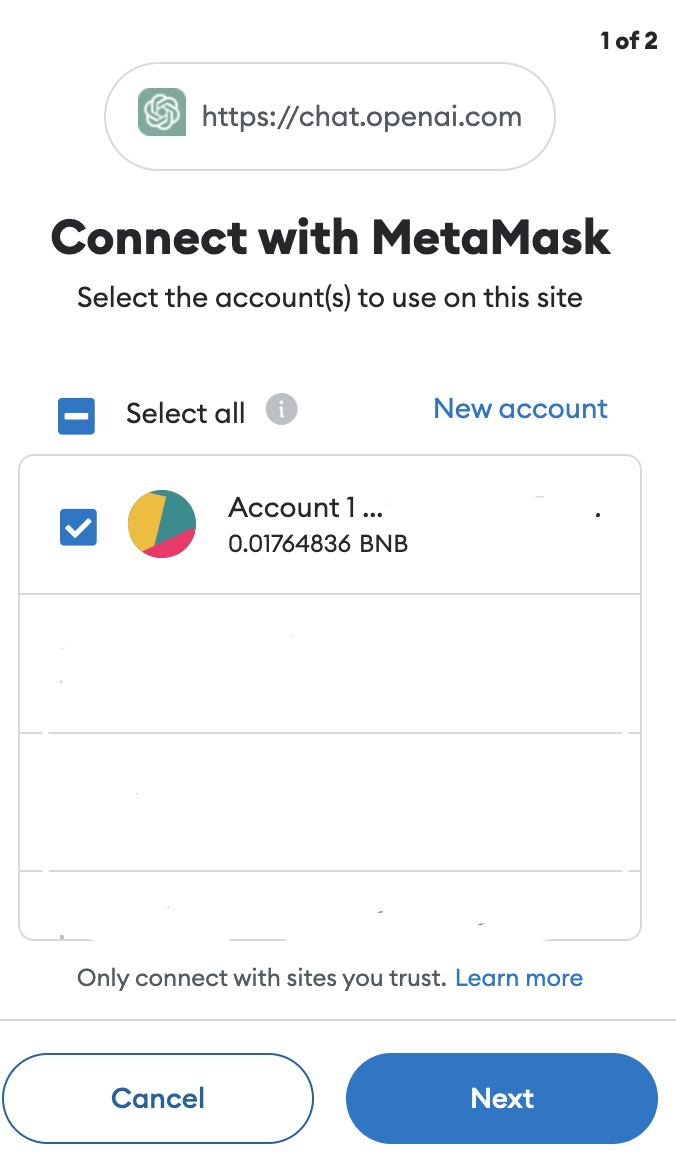 1 of 2
https://chat.openai.com
Connect with MetaMask
Select the account(s) to use on this site
Select all
New account
Account 1 ...
0.01764836 BNB
Only connect with sites you trust. Learn more
Cancel
Next